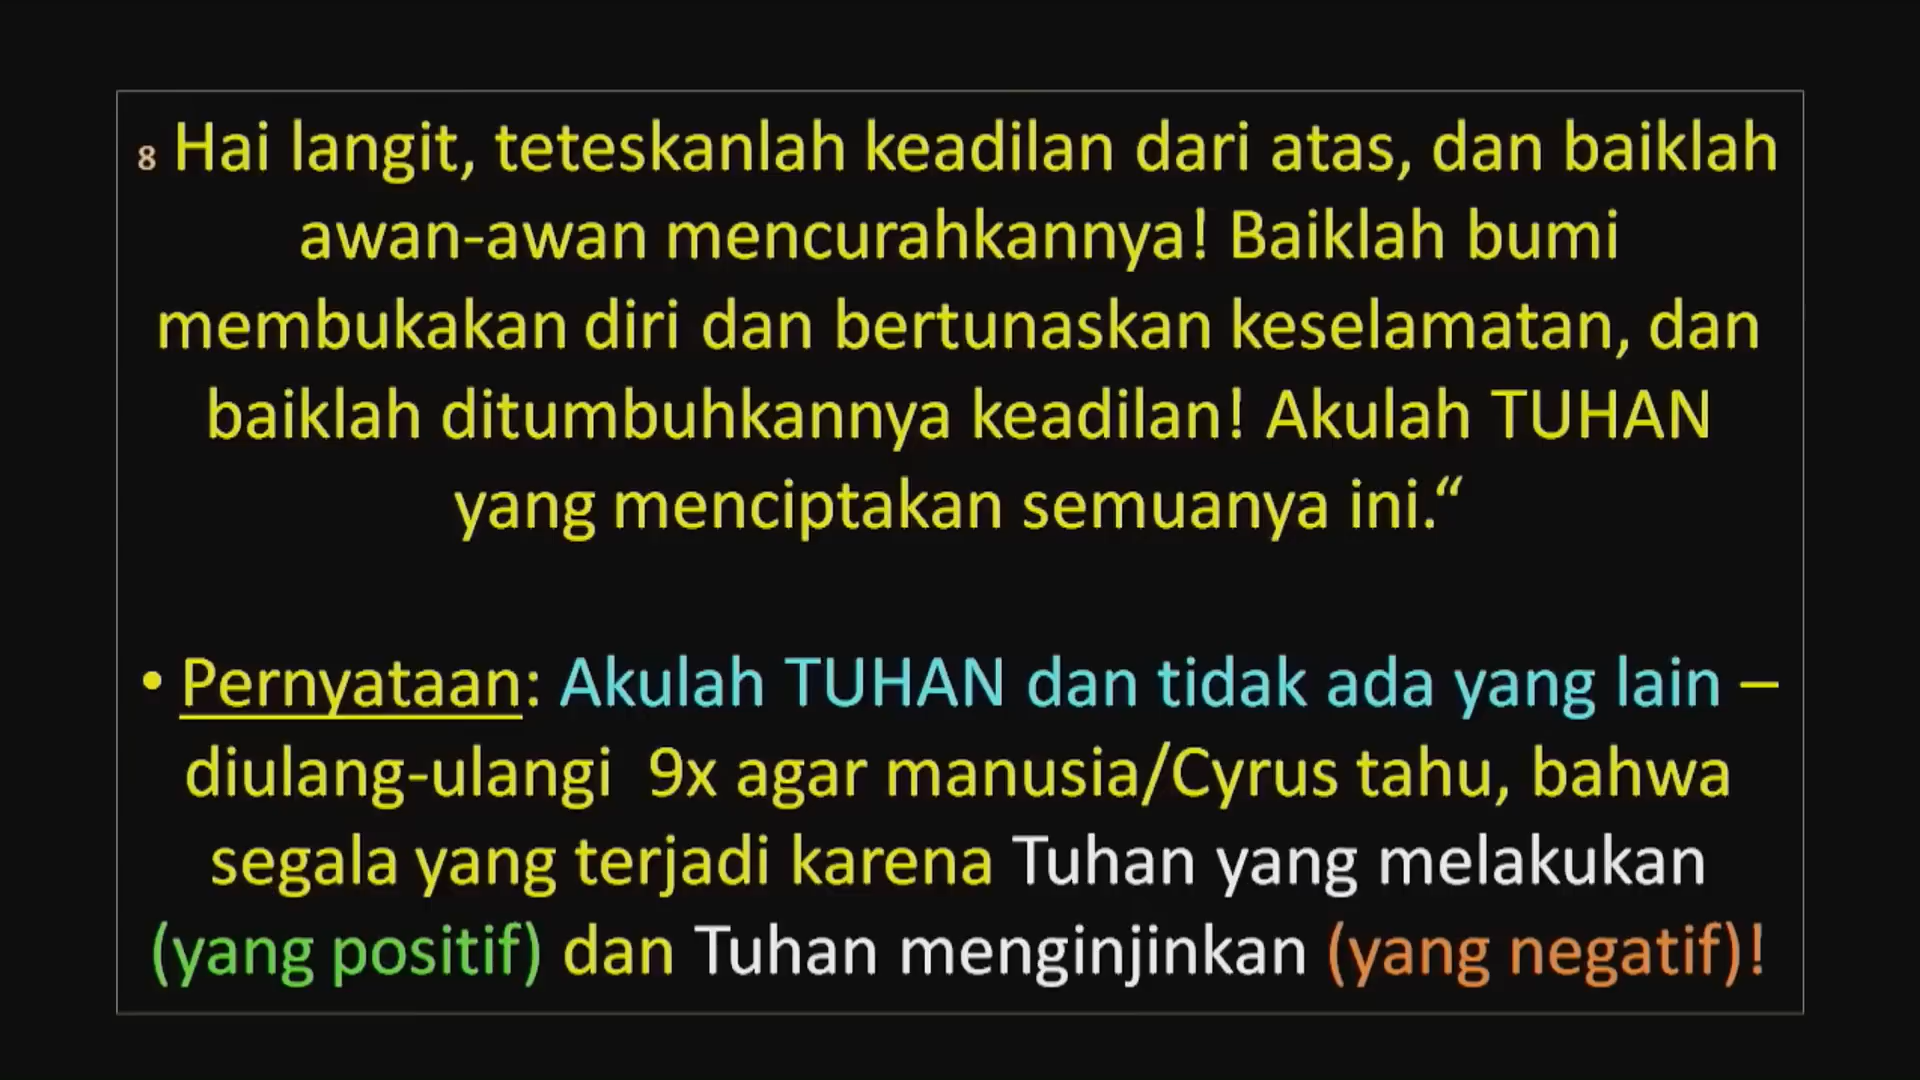 8 Hai langit, teteskanlah keadilan dari atas, dan baiklah
awan-awan mencurahkannya! Baiklah bumi
membukakan diri dan bertunaskan keselamatan, dan
baiklah ditumbuhkannya keadilan! Akulah TUHAN
yang menciptakan semuanya ini.“
• Pernyataan: Akulah TUHAN dan tidak ada yang lain –
diulang-ulangi  9x agar manusia/Cyrus tahu, bahwa
segala yang terjadi karena Tuhan yang melakukan
(yang positif) dan Tuhan menginjinkan (yang negatif)!